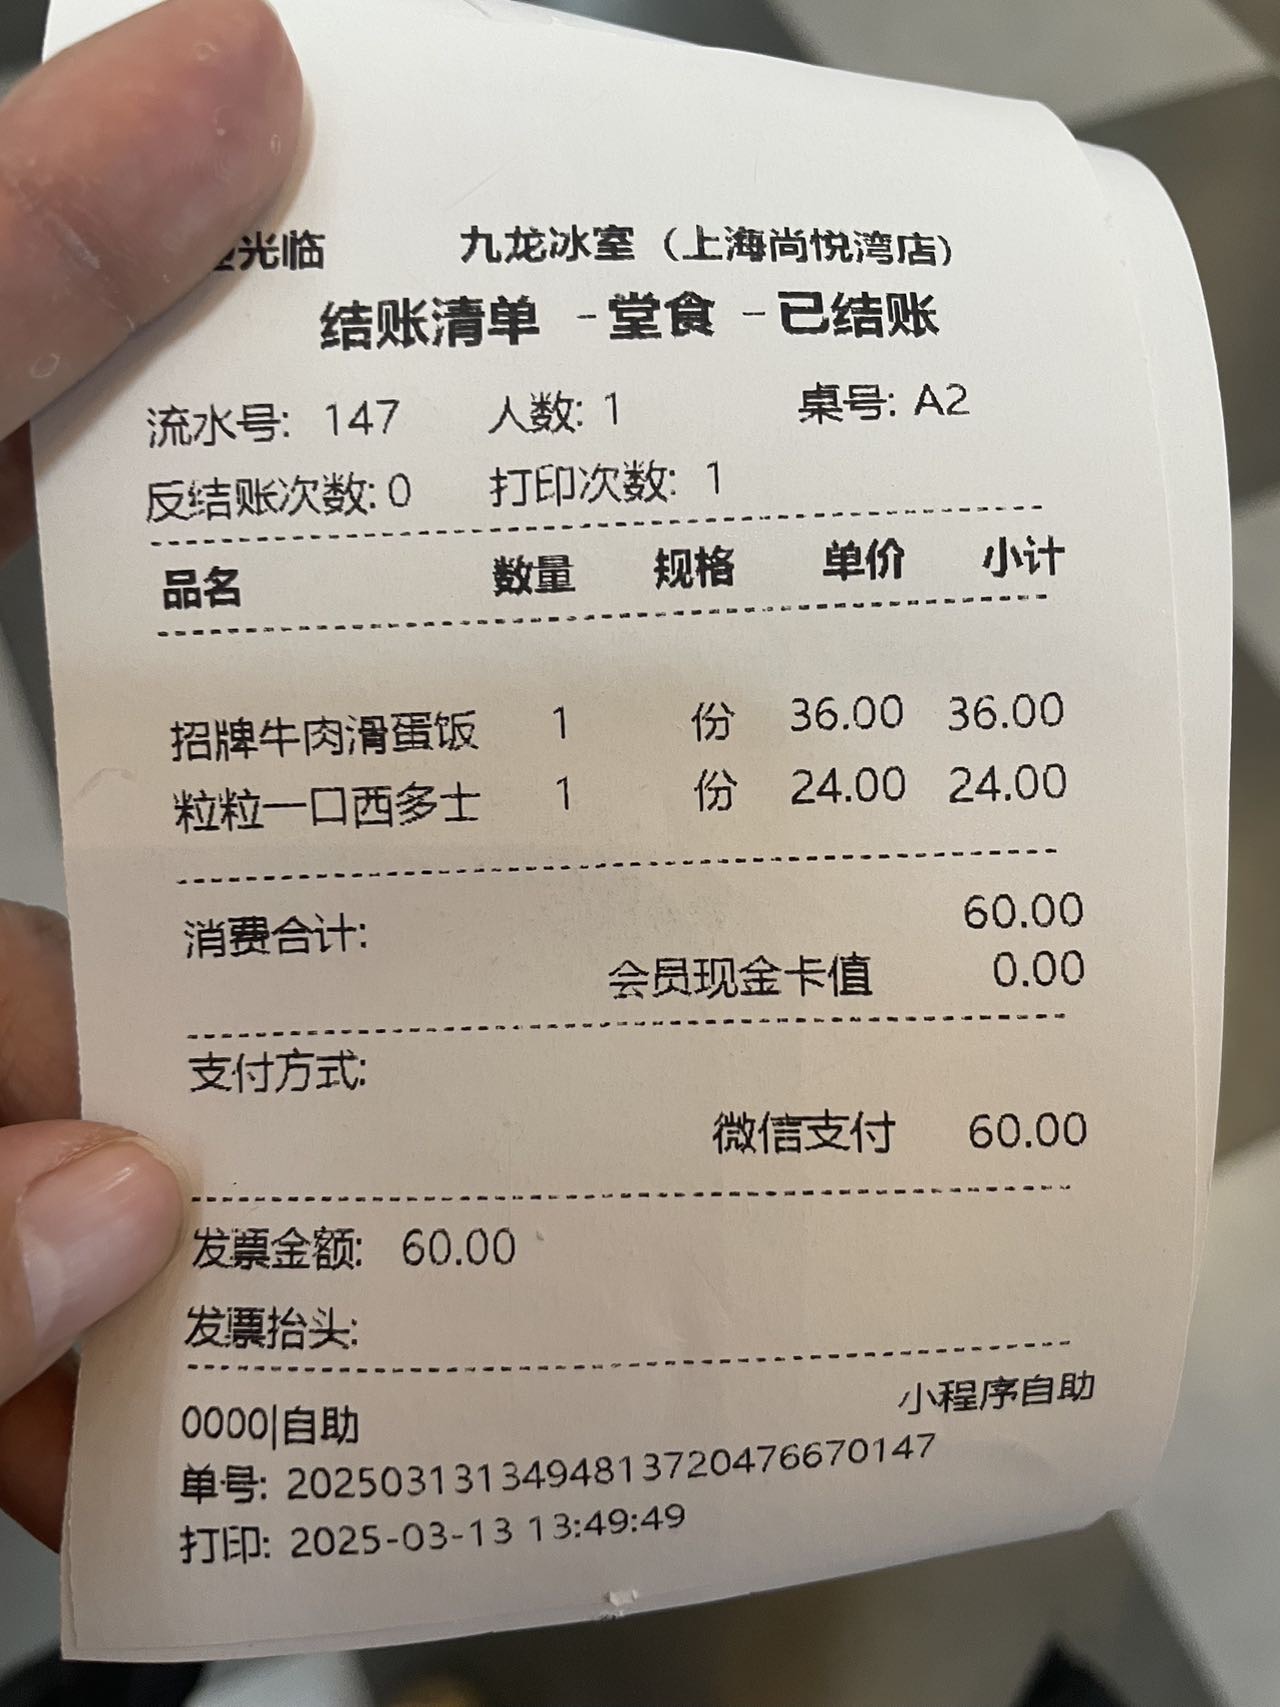 光临 九龙冰室（上海尚悦湾店）
结账清单 -堂食 -已结账
流水号: 147 人数: 1 桌号: A2
反结账次数: 0 打印次数: 1
品名 数量 规格 单价 小计
招牌牛肉滑蛋饭 1 份 36.00 36.00
粒粒一口西多士 1 份 24.00 24.00
消费合计: 60.00
会员现金卡值 0.00
支付方式:
微信支付 60.00
发票金额: 60.00
发票抬头:
0000|自助 小程序自助
单号: 2025031313494813720476670147
打印: 2025-03-13 13:49:49